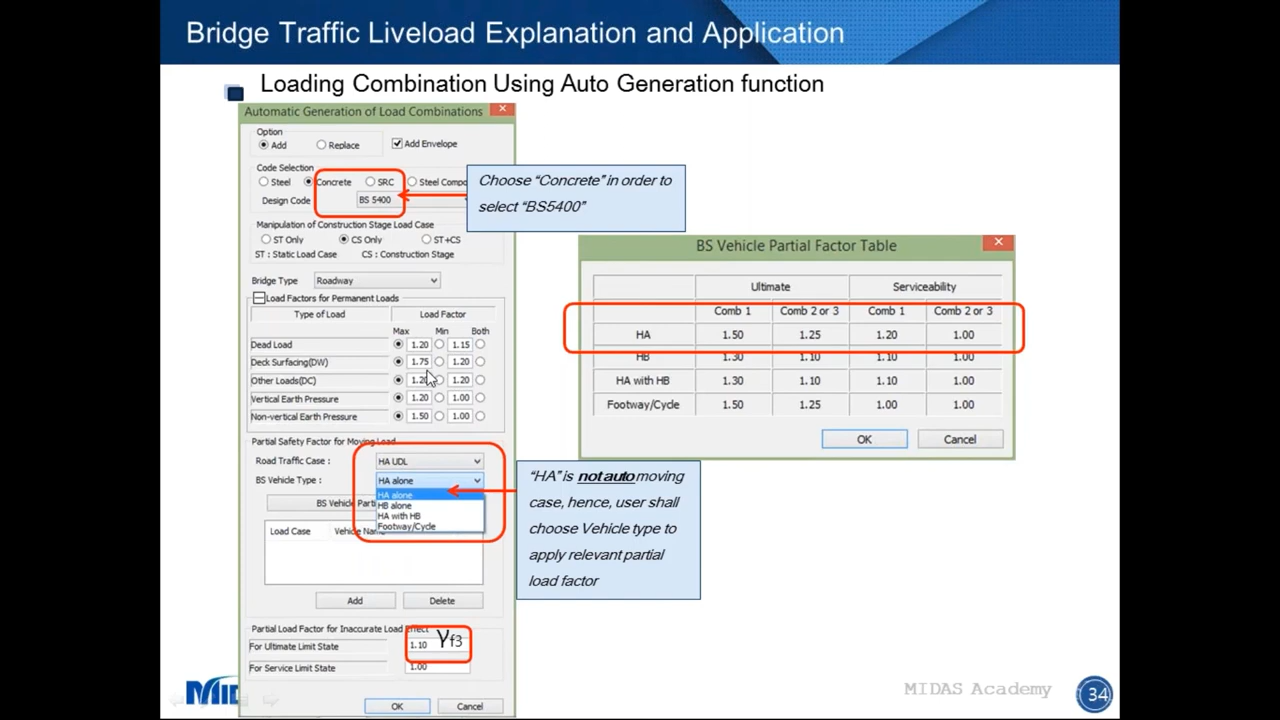 Bridge Traffic Liveload Explanation and Application
Loading Combination Using Auto Generation function
Automatic Generation of Load Combinations
Option
Add Replace Add Envelope
Code Selection
Steel Concrete SRC Steel
Design Code BS 5400
Choose “Concrete” in order to
select “BS5400”
Manipulation of Construction Stage Load Case
ST Only CS Only ST+CS
ST : Static Load Case CS : Construction Stage
Bridge Type Roadway
Load Factors for Permanent Loads
Type of Load Load Factor
Max Min Both
Dead Load 1.20 1.15
Deck Surfacing(DW) 1.75 1.20
Other Loads(DC) 1.20 1.20
Vertical Earth Pressure 1.20 1.00
Non-vertical Earth Pressure 1.50 1.00
Partial Safety Factor for Moving Load
Road Traffic Case : HA UDL
BS Vehicle Type : HA alone
HA alone
HB alone
HA with HB
Footway/Cycle
BS Vehicle
Load Case Vehicle
Add Delete
Partial Load Factor for Inaccurate Load Effect
For Ultimate Limit State 1.10 γf3
For Service Limit State 1.00
OK Cancel
BS Vehicle Partial Factor Table
Ultimate Serviceability
Comb 1 Comb 2 or 3 Comb 1 Comb 2 or 3
HA 1.50 1.25 1.20 1.00
HB 1.30 1.10 1.10 1.00
HA with HB 1.30 1.10 1.10 1.00
Footway/Cycle 1.50 1.25 1.00 1.00
OK Cancel
“HA” is not auto moving
case, hence, user shall
choose Vehicle type to
apply relevant partial
load factor
MIDAS Academy
34